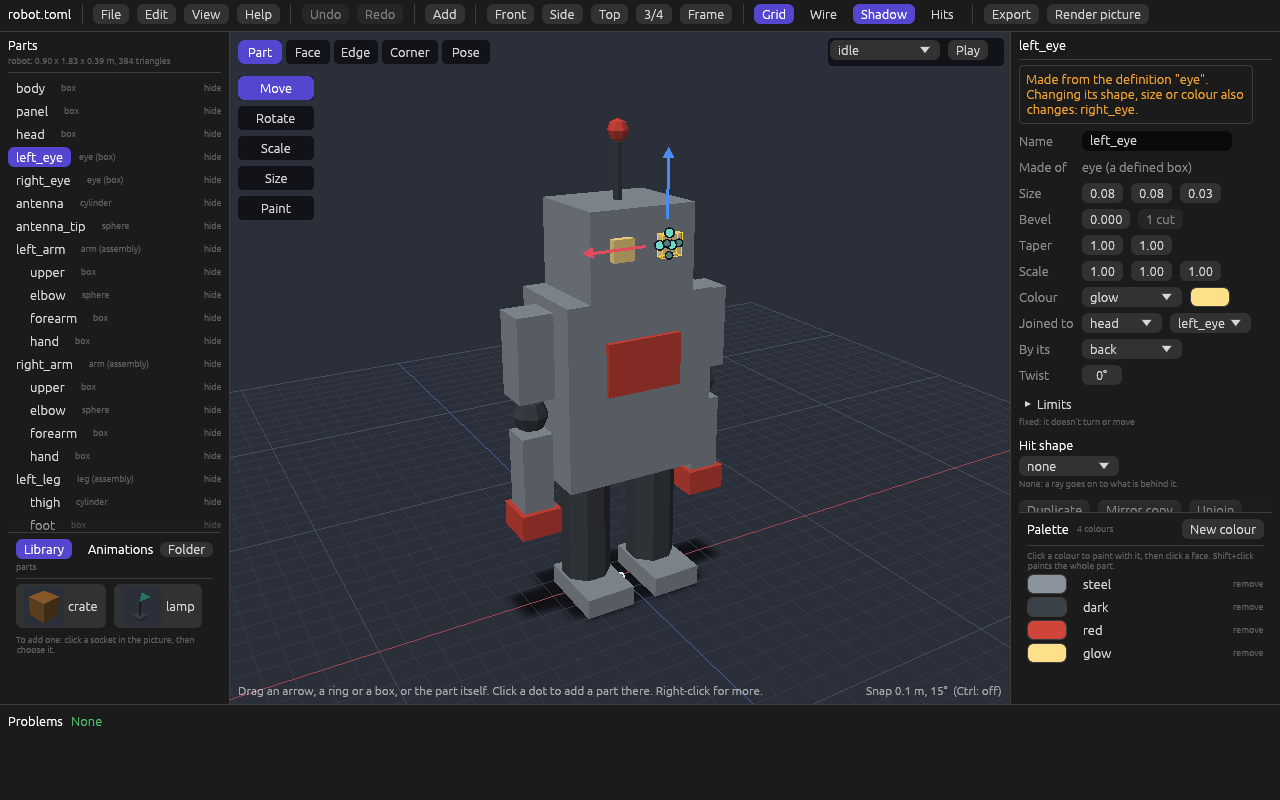 robot.toml File Edit View Help Undo Redo Add Front Side Top 3/4 Frame Grid Wire Shadow Hits Export Render picture
Parts
robot: 0.90 x 1.83 x 0.39 m, 384 triangles
body box hide
panel box hide
head box hide
left_eye eye (box) hide
right_eye eye (box) hide
antenna cylinder hide
antenna_tip sphere hide
left_arm arm (assembly) hide
upper box hide
elbow sphere hide
forearm box hide
hand box hide
right_arm arm (assembly) hide
upper box hide
elbow sphere hide
forearm box hide
hand box hide
left_leg leg (assembly) hide
thigh cylinder hide
foot box hide
Library Animations Folder
parts
crate lamp
To add one: click a socket in the picture, then
choose it.
Part Face Edge Corner Pose
Move
Rotate
Scale
Size
Paint
idle Play
Drag an arrow, a ring or a box, or the part itself. Click a dot to add a part there. Right-click for more.
Snap 0.1 m, 15° (Ctrl: off)
left_eye
Made from the definition "eye".
Changing its shape, size or colour also
changes: right_eye.
Name left_eye
Made of eye (a defined box)
Size 0.08 0.08 0.03
Bevel 0.000 1 cut
Taper 1.00 1.00
Scale 1.00 1.00 1.00
Colour glow
Joined to head left_eye
By its back
Twist 0°
Limits
fixed: it doesn't turn or move
Hit shape
none
None: a ray goes on to what is behind it.
Duplicate Mirror copy Unjoin
Palette 4 colours New colour
Click a colour to paint with it, then click a face. Shift+click
paints the whole part.
steel remove
dark remove
red remove
glow remove
Problems None